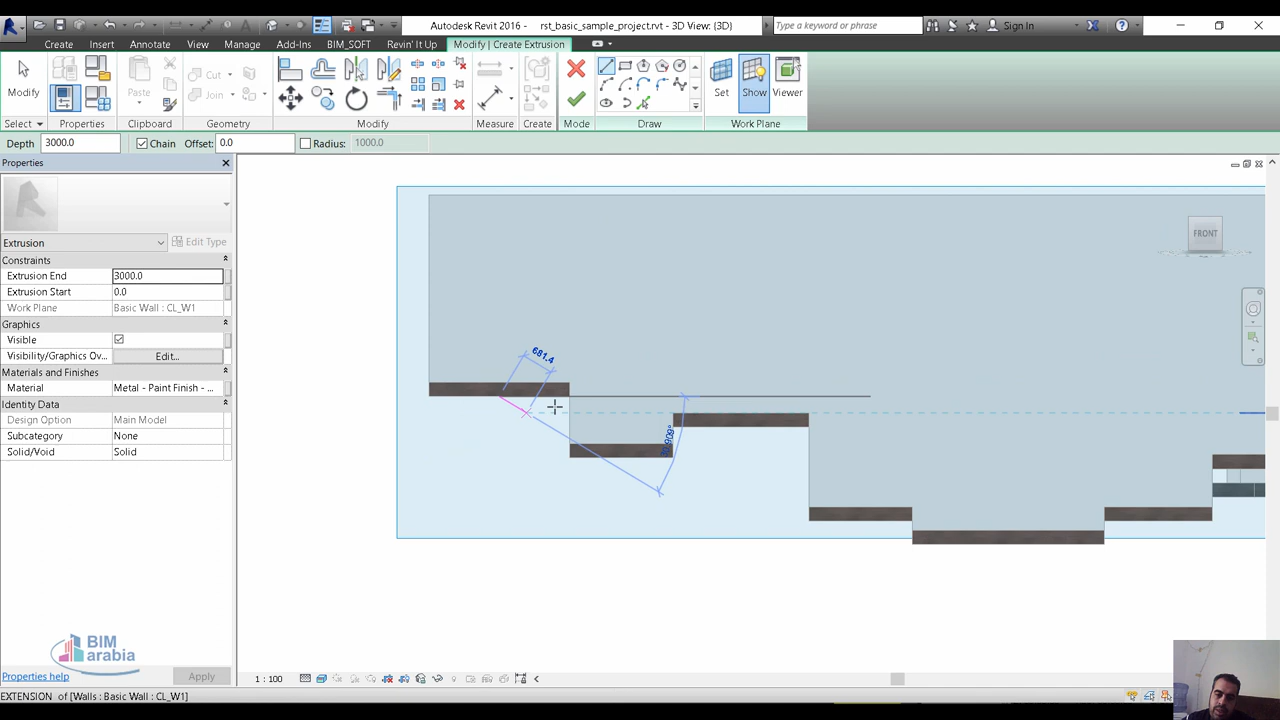 Autodesk Revit 2016 - rst_basic_sample_project.rvt - 3D View: {3D}
Type a keyword or phrase
Sign In
Create Insert Annotate View Manage Add-Ins BIM_SOFT Revin' It Up Modify | Create Extrusion
Modify
Paste
Cut
Join
Set
Show
Viewer
Select Properties Clipboard Geometry Modify Measure Create Mode Draw Work Plane
Depth 3000.0 Chain Offset: 0.0 Radius: 1000.0
Properties
Extrusion
Edit Type
Constraints
Extrusion End 3000.0
Extrusion Start 0.0
Work Plane Basic Wall : CL_W1
Graphics
Visible
Visibility/Graphics Ov... Edit...
Materials and Finishes
Material Metal - Paint Finish - ...
Identity Data
Design Option Main Model
Subcategory None
Solid/Void Solid
FRONT
681.4
BIM
arabia
Properties help
Apply
1 : 100
EXTENSION of [Walls : Basic Wall : CL_W1]